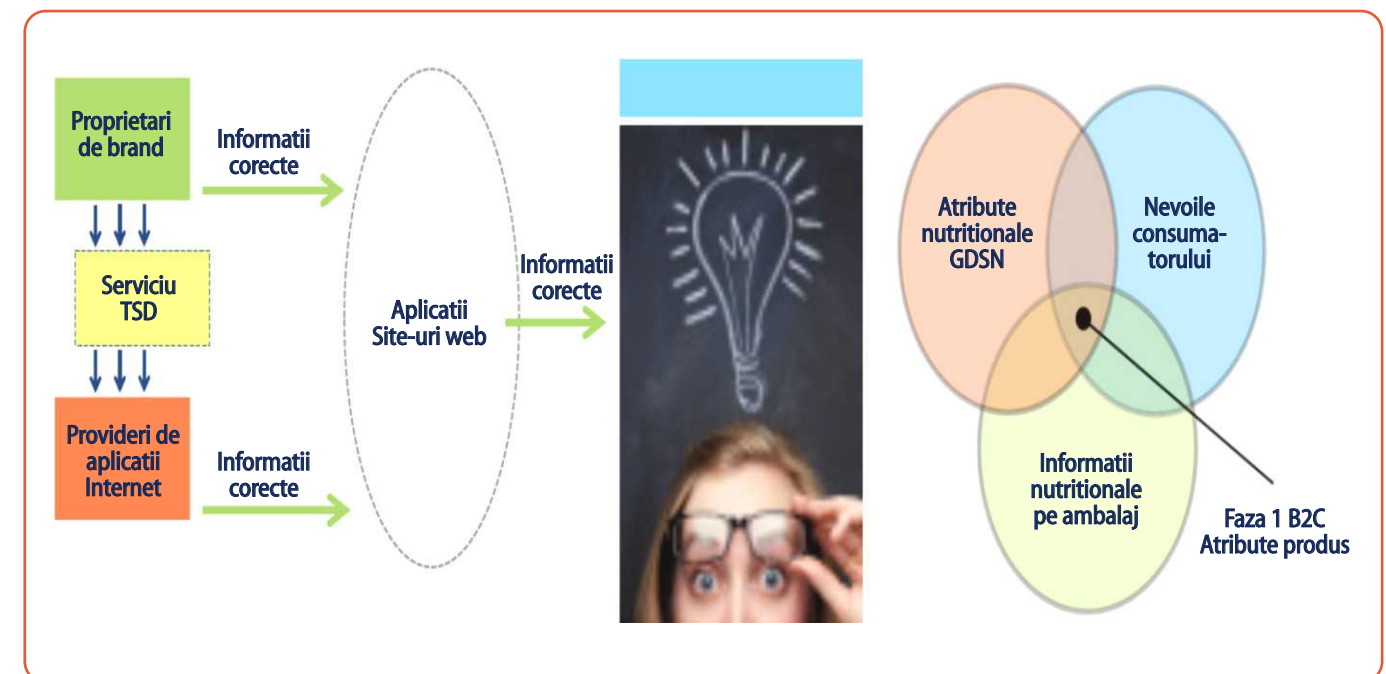 Proprietari
de brand
Informatii
corecte
Serviciu
TSD
Provideri de
aplicatii
Internet
Informatii
corecte
Aplicatii
Site-uri web
Informatii
corecte
Atribute
nutritionale
GDSN
Nevoile
consuma-
torului
Informatii
nutritionale
pe ambalaj
Faza 1 B2C
Atribute produs